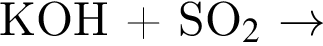 KOH + SO₂ →